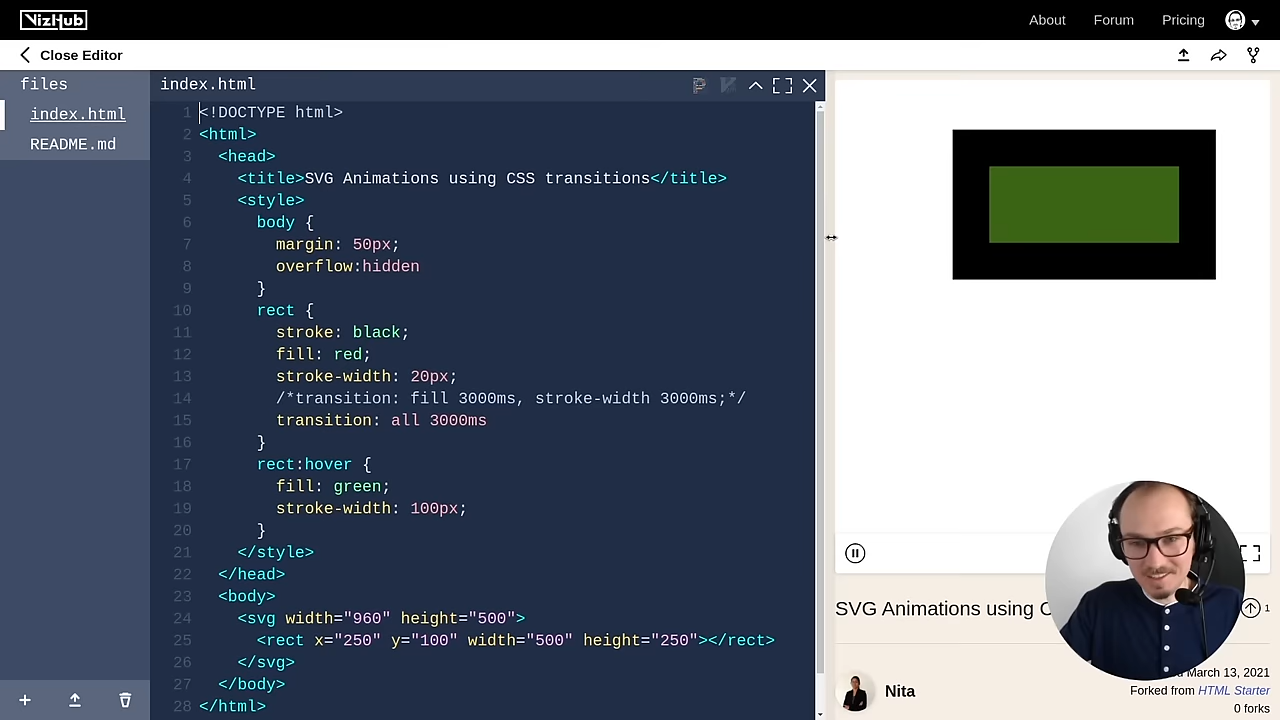 VizHub
About Forum Pricing
Close Editor
files
index.html
README.md
index.html
1 <!DOCTYPE html>
2 <html>
3 <head>
4 <title>SVG Animations using CSS transitions</title>
5 <style>
6 body {
7 margin: 50px;
8 overflow:hidden
9 }
10 rect {
11 stroke: black;
12 fill: red;
13 stroke-width: 20px;
14 /*transition: fill 3000ms, stroke-width 3000ms;*/
15 transition: all 3000ms
16 }
17 rect:hover {
18 fill: green;
19 stroke-width: 100px;
20 }
21 </style>
22 </head>
23 <body>
24 <svg width="960" height="500">
25 <rect x="250" y="100" width="500" height="250"></rect>
26 </svg>
27 </body>
28 </html>
SVG Animations using
1
Nita
March 13, 2021
Forked from HTML Starter
0 forks